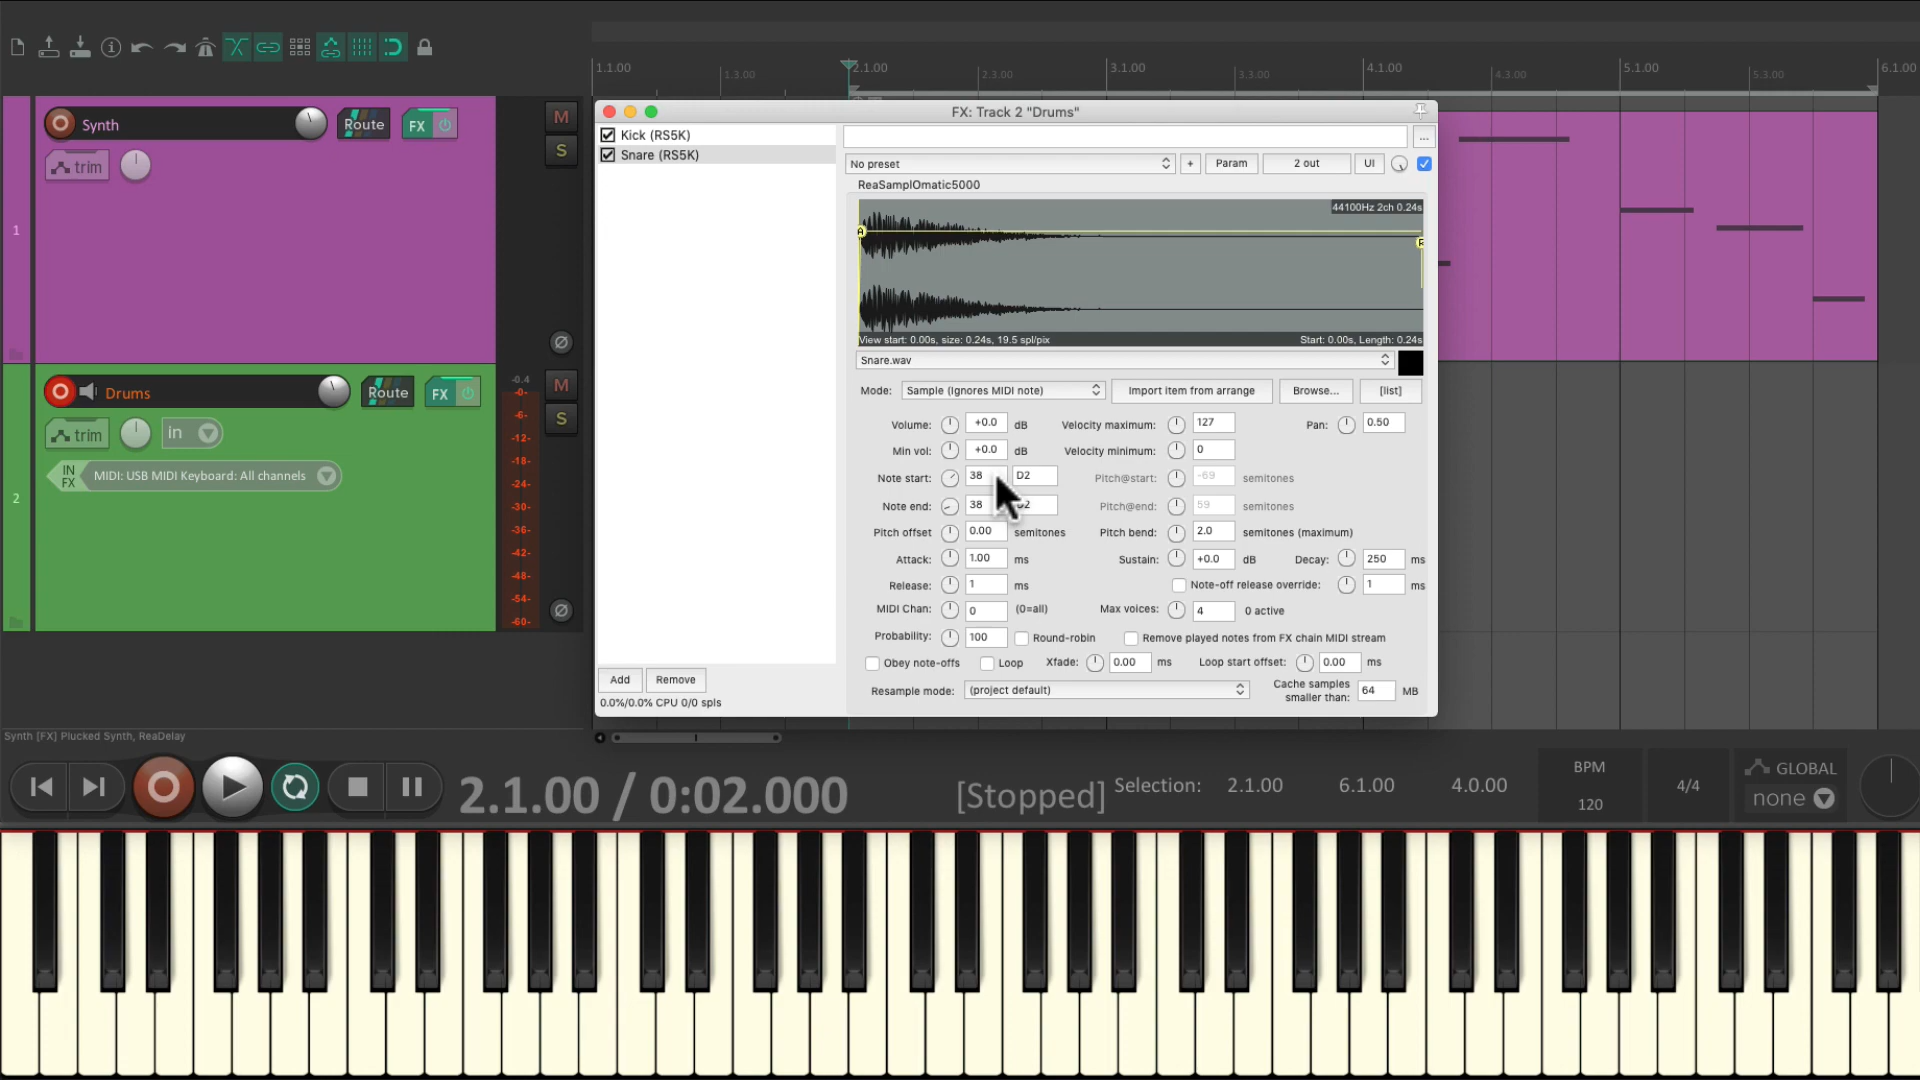 1.1.00
1.3.00
2.1.00
2.3.00
3.1.00
3.3.00
4.1.00
4.3.00
5.1.00
5.3.00
6.1.00
Synth
Route
FX
M
S
trim
1
Drums
Route
FX
M
S
trim
in
IN
FX
MIDI: USB MIDI Keyboard: All channels
2
-0.4
-0-
-6-
-12-
-18-
-24-
-30-
-36-
-42-
-48-
-54-
-60-
FX: Track 2 "Drums"
Kick (RS5K)
Snare (RS5K)
...
No preset
+
Param
2 out
UI
ReaSamplOmatic5000
44100Hz 2ch 0.24s
A
View start: 0.00s, size: 0.24s, 19.5 spl/pix
Start: 0.00s, Length: 0.24s
Snare.wav
Mode: Sample (Ignores MIDI note) Import item from arrange Browse... [list]
Volume: +0.0 dB Velocity maximum: 127 Pan: 0.50
Min vol: +0.0 dB Velocity minimum: 0
Note start: 38 D2 Pitch@start: -69 semitones
Note end: 38 Pitch@end: 59 semitones
Pitch offset 0.00 semitones Pitch bend: 2.0 semitones (maximum)
Attack: 1.00 ms Sustain: +0.0 dB Decay: 250 ms
Release: 1 ms Note-off release override: 1 ms
MIDI Chan: 0 (0=all) Max voices: 4 0 active
Probability: 100 Round-robin Remove played notes from FX chain MIDI stream
Obey note-offs Loop Xfade: 0.00 ms Loop start offset: 0.00 ms
Resample mode: (project default) Cache samples
smaller than: 64 MB
Add Remove
0.0%/0.0% CPU 0/0 spls
Synth [FX] Plucked Synth, ReaDelay
2.1.00 / 0:02.000
[Stopped]
Selection: 2.1.00 6.1.00 4.0.00
BPM
120
4/4
GLOBAL
none